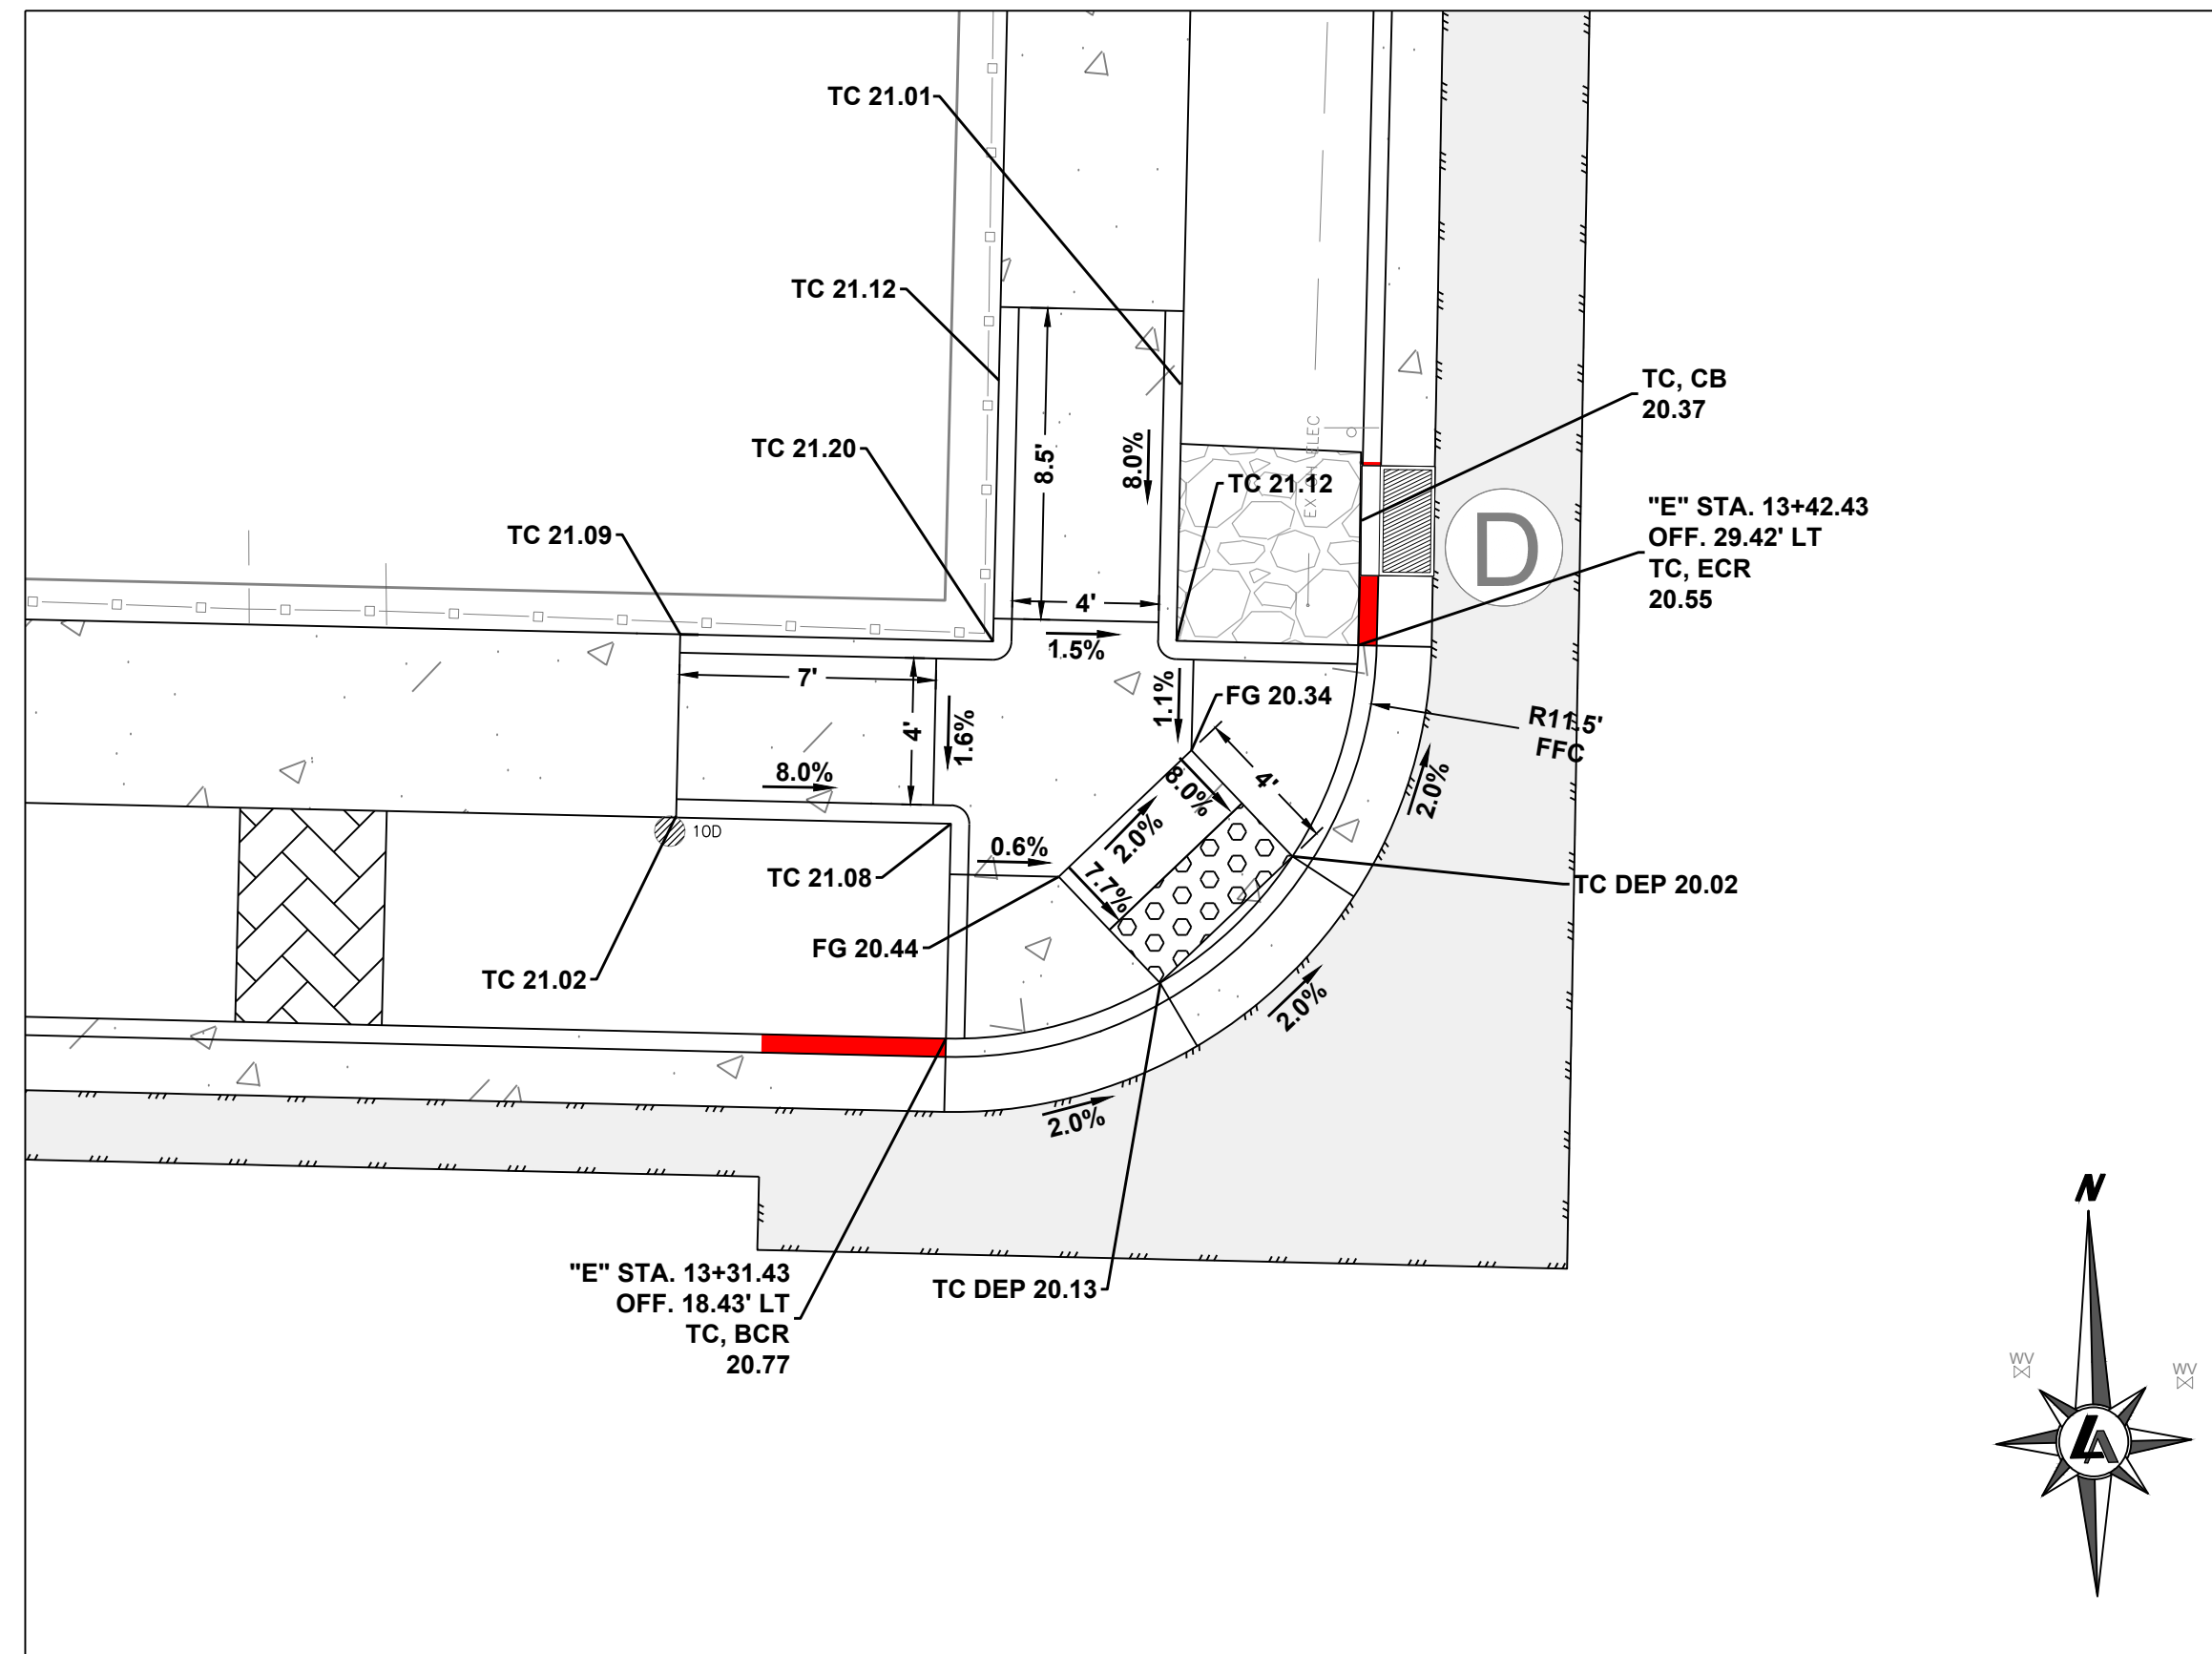 TC 21.01
TC 21.12
TC, CB
20.37
TC 21.20
8.5'
8.0%
TC 21.12
EX OH ELEC
"E" STA. 13+42.43
OFF. 29.42' LT
TC, ECR
20.55
D
TC 21.09
4'
1.5%
7'
4'
1.6%
1.1%
FG 20.34
R11.5'
FFC
8.0%
8.0%
4'
2.0%
10D
2.0%
0.6%
7.7%
TC 21.08
TC DEP 20.02
FG 20.44
TC 21.02
2.0%
2.0%
"E" STA. 13+31.43
OFF. 18.43' LT
TC, BCR
20.77
TC DEP 20.13
N
WV
WV
LA